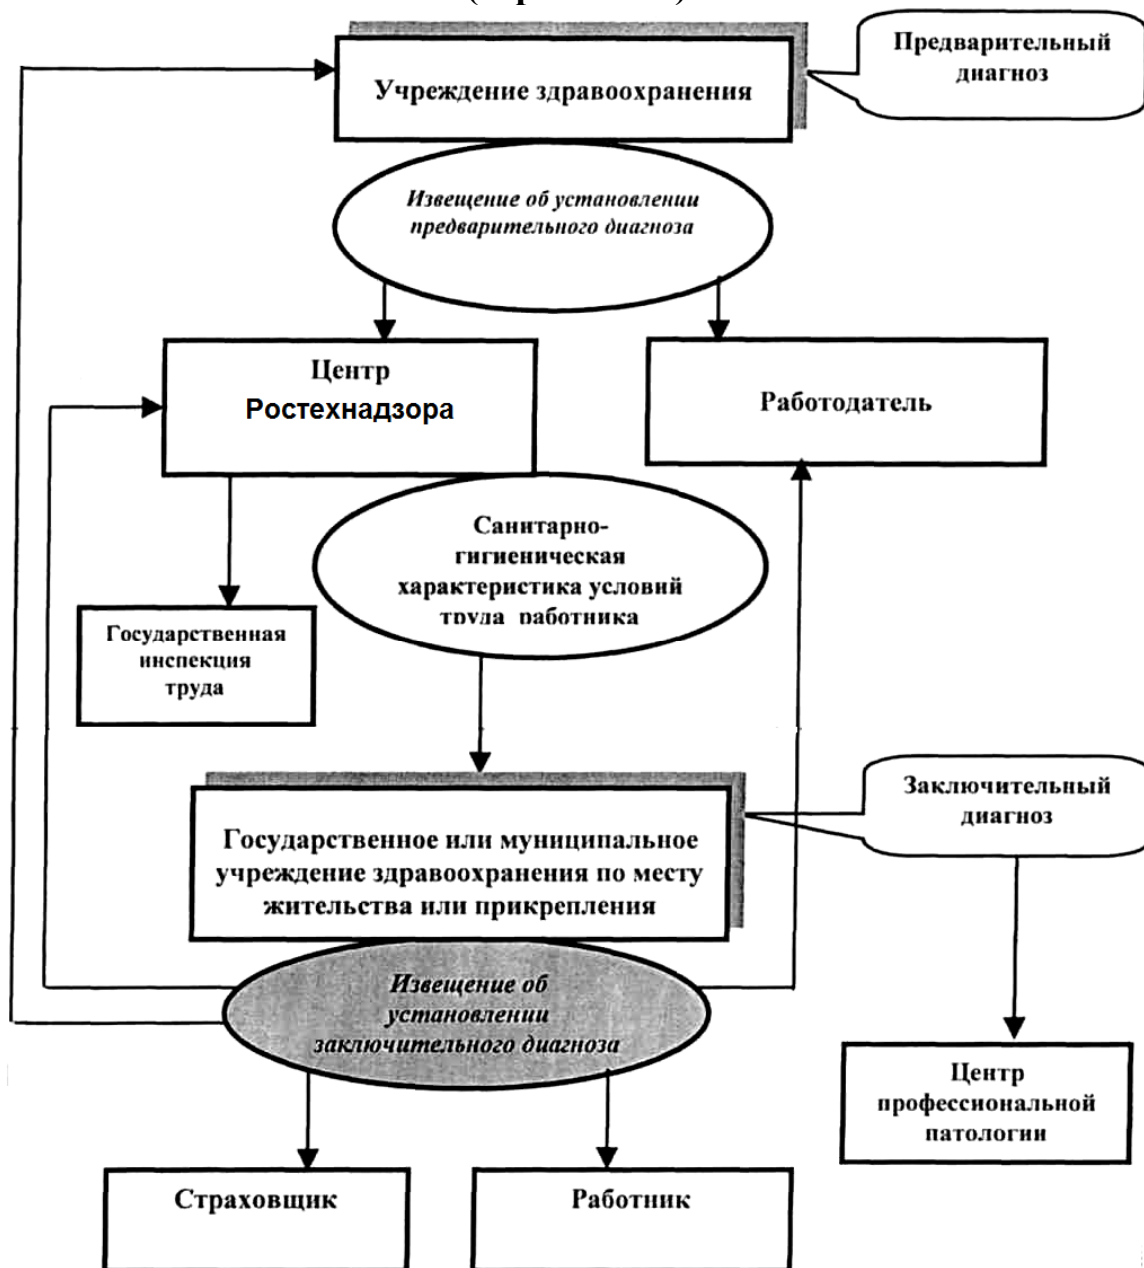 Предварительный
диагноз
Учреждение здравоохранения
Извещение об установлении
предварительного диагноза
Центр
Ростехнадзора
Работодатель
Санитарно-
гигиеническая
характеристика условий
труда работника
Государственная
инспекция
труда
Заключительный
диагноз
Государственное или муниципальное
учреждение здравоохранения по месту
жительства или прикрепления
Извещение об
установлении
заключительного диагноза
Центр
профессиональной
патологии
Страховщик
Работник